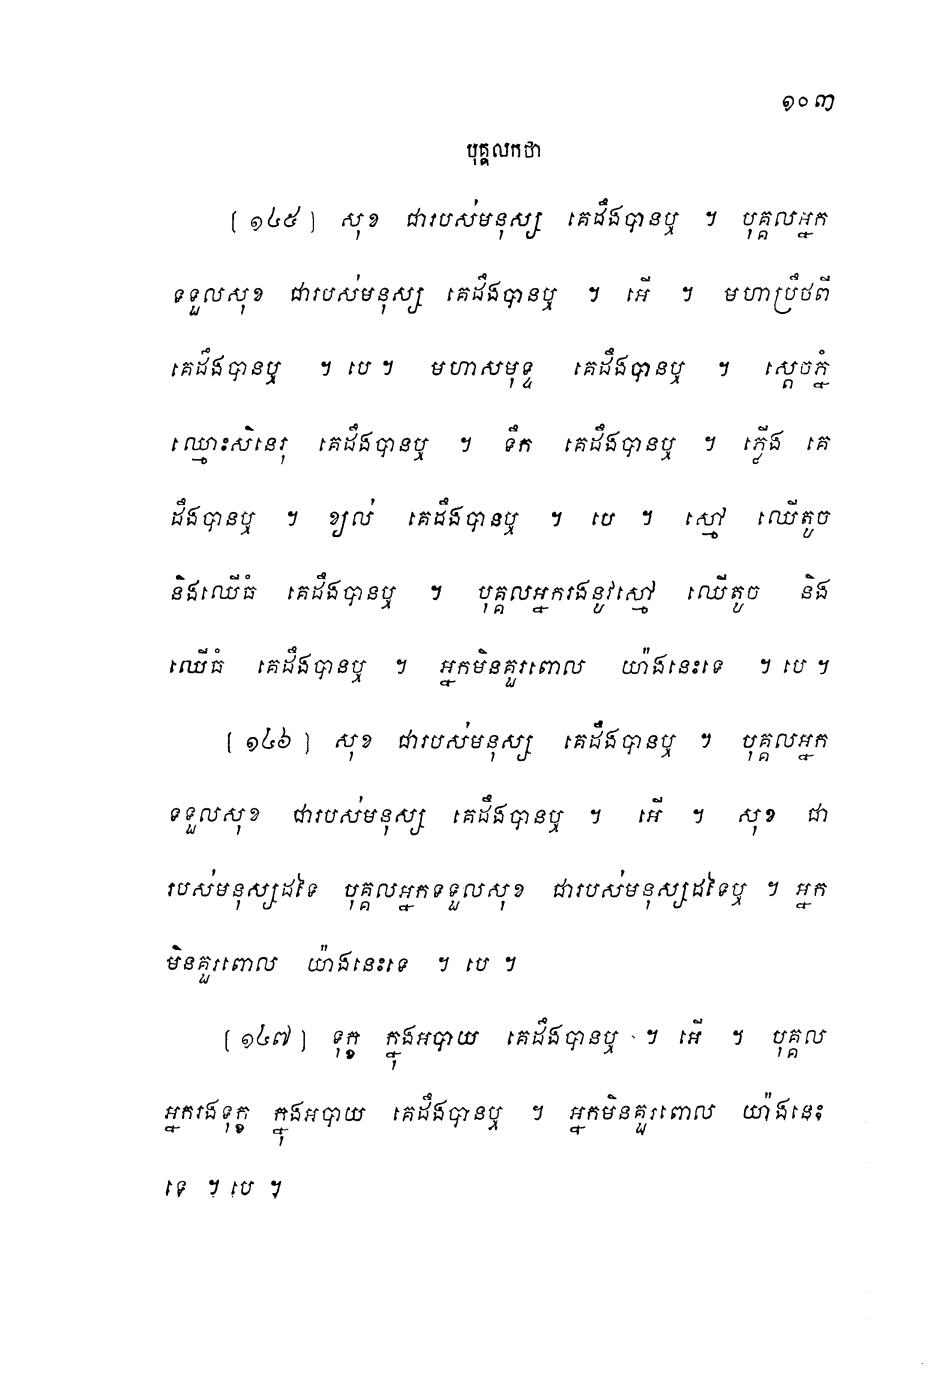 ១០៣
បុគ្គលកថា
[ ១៤៥ ] សុខ ជារបស់មនុស្ស គេដឹងបានឬ ។ បុគ្គលអ្នក
ទទួលសុខ ជារបស់មនុស្ស គេដឹងបានឬ ។ អើ ។ មហាប្រឹថពី
គេដឹងបានឬ ។ បេ ។ មហាសមុទ្ទ គេដឹងបានឬ ។ ស្តេចភ្នំ
ឈ្មោះសិនេរុ គេដឹងបានឬ ។ ទឹក គេដឹងបានឬ ។ ភ្លើង គេ
ដឹងបានឬ ។ ខ្យល់ គេដឹងបានឬ ។ បេ ។ ស្មៅ ឈើតូច
និងឈើធំ គេដឹងបានឬ ។ បុគ្គលអ្នករងនូវស្មៅ ឈើតូច និង
ឈើធំ គេដឹងបានឬ ។ អ្នកមិនគួរពោល យ៉ាងនេះទេ ។ បេ ។
[ ១៤៦ ] សុខ ជារបស់មនុស្ស គេដឹងបានឬ ។ បុគ្គលអ្នក
ទទួលសុខ ជារបស់មនុស្ស គេដឹងបានឬ ។ អើ ។ សុខ ជា
របស់មនុស្សដទៃ បុគ្គលអ្នកទទួលសុខ ជារបស់មនុស្សដទៃឬ ។ អ្នក
មិនគួរពោល យ៉ាងនេះទេ ។ បេ ។
[ ១៤៧ ] ទុក្ខ ក្នុងអបាយ គេដឹងបានឬ ។ អើ ។ បុគ្គល
អ្នករងទុក្ខ ក្នុងអបាយ គេដឹងបានឬ ។ អ្នកមិនគួរពោល យ៉ាងនេះ
ទេ ។ បេ ។